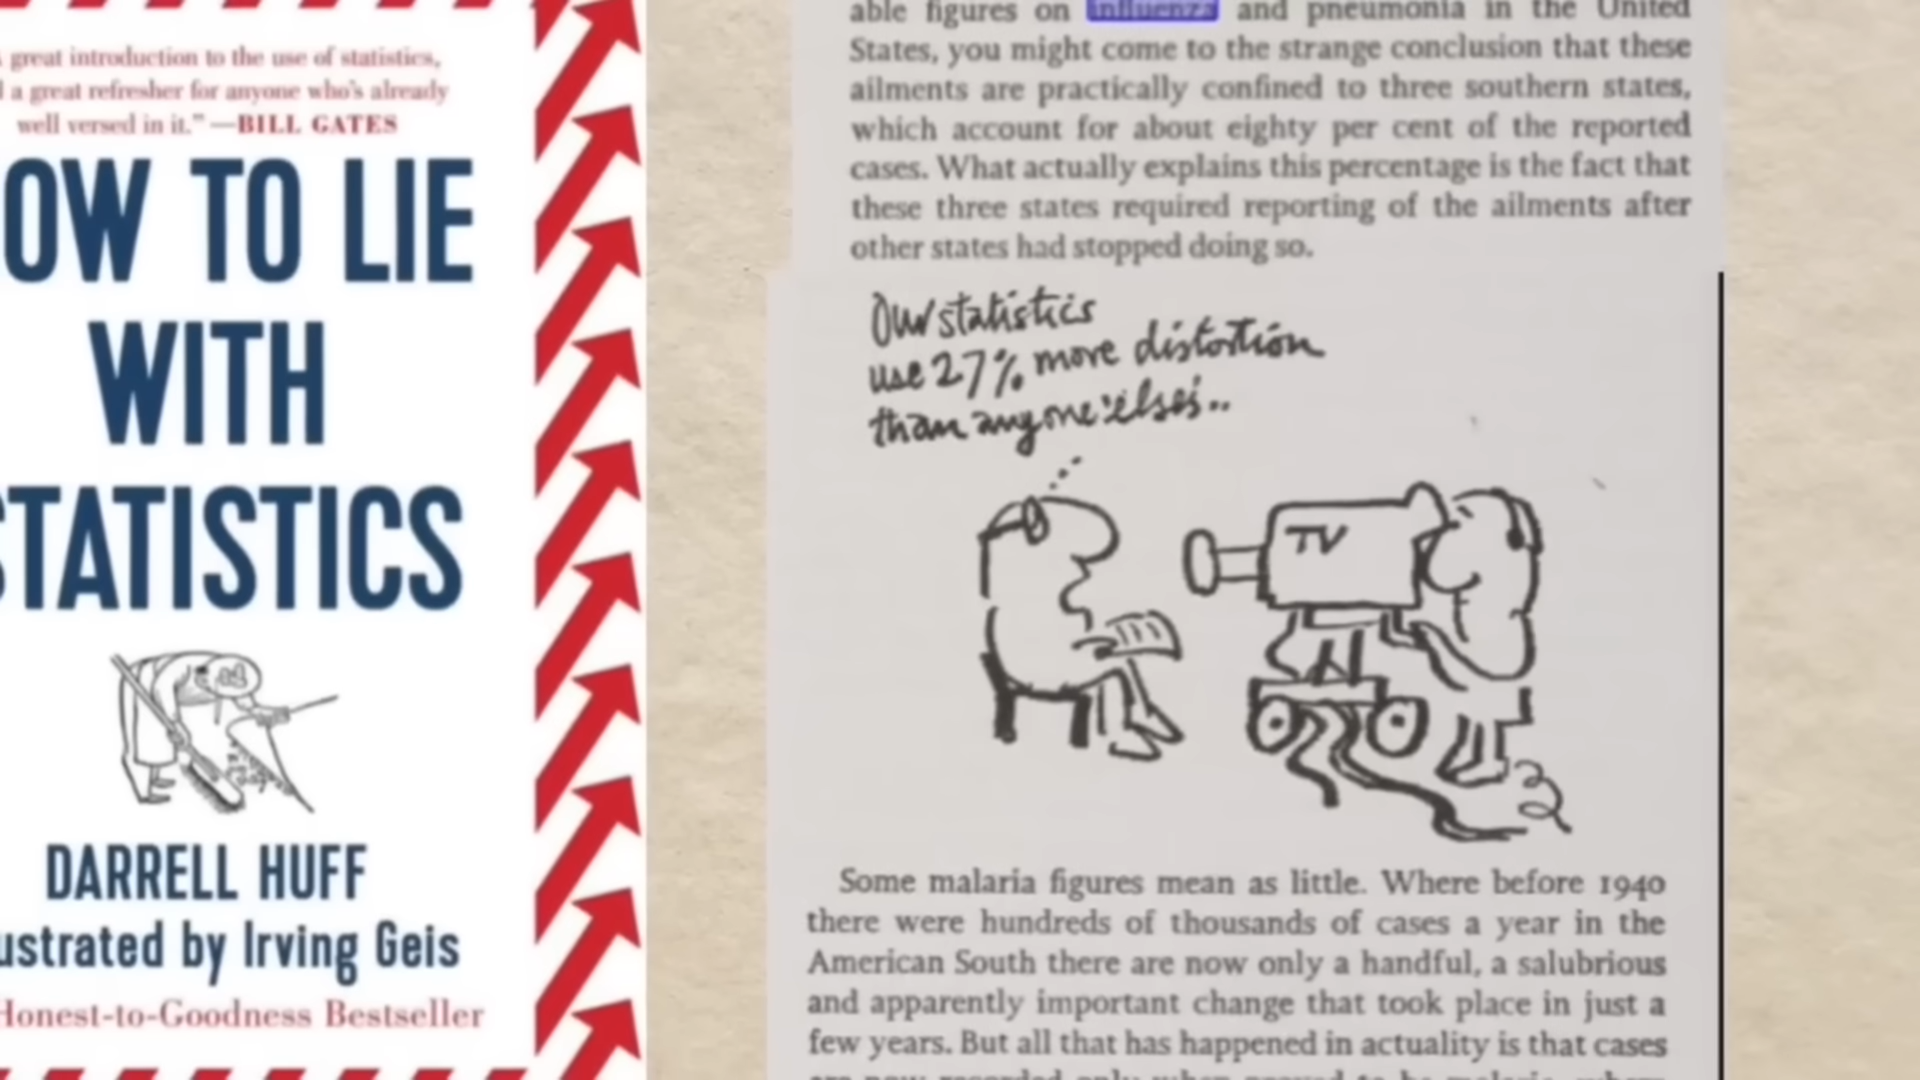 great introduction to the use of statistics,
a great refresher for anyone who's already
well versed in it." —BILL GATES
OW TO LIE
WITH
STATISTICS
DARRELL HUFF
ustrated by Irving Geis
Honest-to-Goodness Bestseller
able figures on influenza and pneumonia in the United
States, you might come to the strange conclusion that these
ailments are practically confined to three southern states,
which account for about eighty per cent of the reported
cases. What actually explains this percentage is the fact that
these three states required reporting of the ailments after
other states had stopped doing so.
Our statistics
use 27% more distortion
than anyone else's..
TV
Some malaria figures mean as little. Where before 1940
there were hundreds of thousands of cases a year in the
American South there are now only a handful, a salubrious
and apparently important change that took place in just a
few years. But all that has happened in actuality is that cases